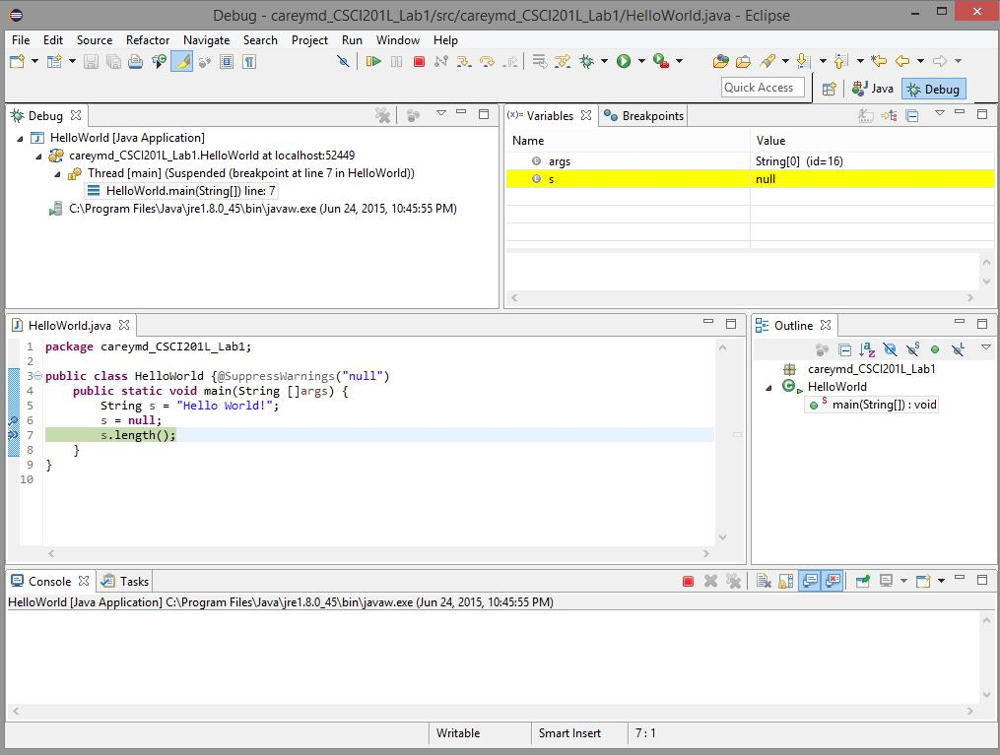 Debug - careymd_CSCI201L_Lab1/src/careymd_CSCI201L_Lab1/HelloWorld.java - Eclipse
File Edit Source Refactor Navigate Search Project Run Window Help
Quick Access
Java
Debug
Debug
HelloWorld [Java Application]
careymd_CSCI201L_Lab1.HelloWorld at localhost:52449
Thread [main] (Suspended (breakpoint at line 7 in HelloWorld))
HelloWorld.main(String[]) line: 7
C:\Program Files\Java\jre1.8.0_45\bin\javaw.exe (Jun 24, 2015, 10:45:55 PM)
(x)= Variables
Breakpoints
Name Value
args String[0] (id=16)
s null
HelloWorld.java
1 package careymd_CSCI201L_Lab1;
2
3 public class HelloWorld {@SuppressWarnings("null")
4 public static void main(String []args) {
5 String s = "Hello World!";
6 s = null;
7 s.length();
8 }
9 }
10
Outline
careymd_CSCI201L_Lab1
HelloWorld
S main(String[]) : void
Console
Tasks
HelloWorld [Java Application] C:\Program Files\Java\jre1.8.0_45\bin\javaw.exe (Jun 24, 2015, 10:45:55 PM)
Writable Smart Insert 7 : 1